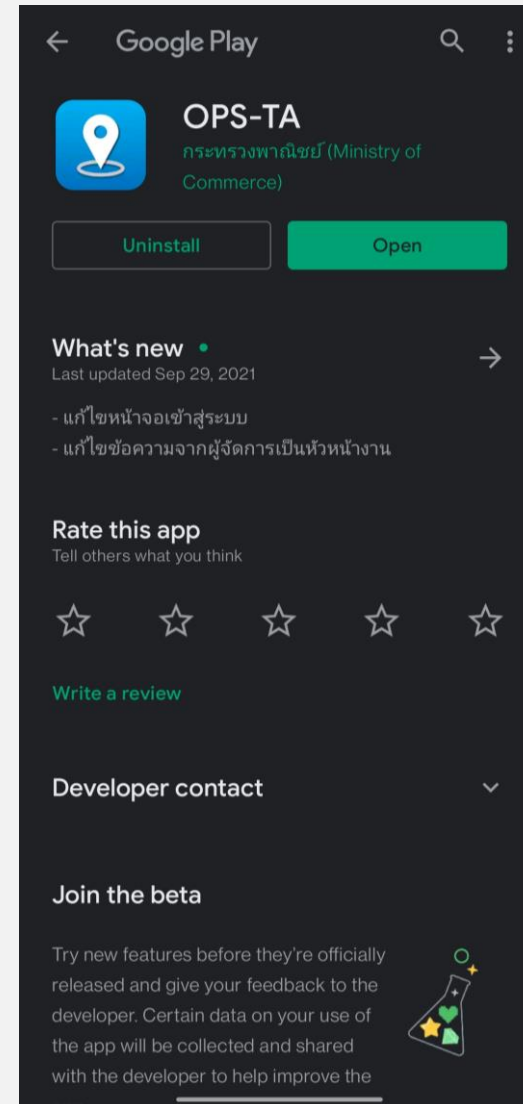 Google Play
OPS-TA
กระทรวงพาณิชย์ (Ministry of
Commerce)
Uninstall
Open
What's new
Last updated Sep 29, 2021
- แก้ไขหน้าจอเข้าสู่ระบบ
- แก้ไขข้อความจากผู้จัดการเป็นหัวหน้างาน
Rate this app
Tell others what you think
Write a review
Developer contact
Join the beta
Try new features before they're officially
released and give your feedback to the
developer. Certain data on your use of
the app will be collected and shared
with the developer to help improve the